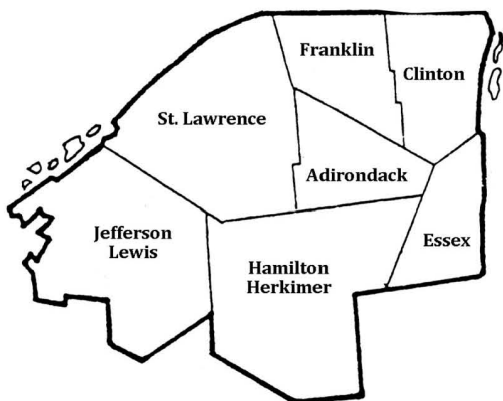 Franklin
Clinton
St. Lawrence
Adirondack
Jefferson
Lewis
Essex
Hamilton
Herkimer